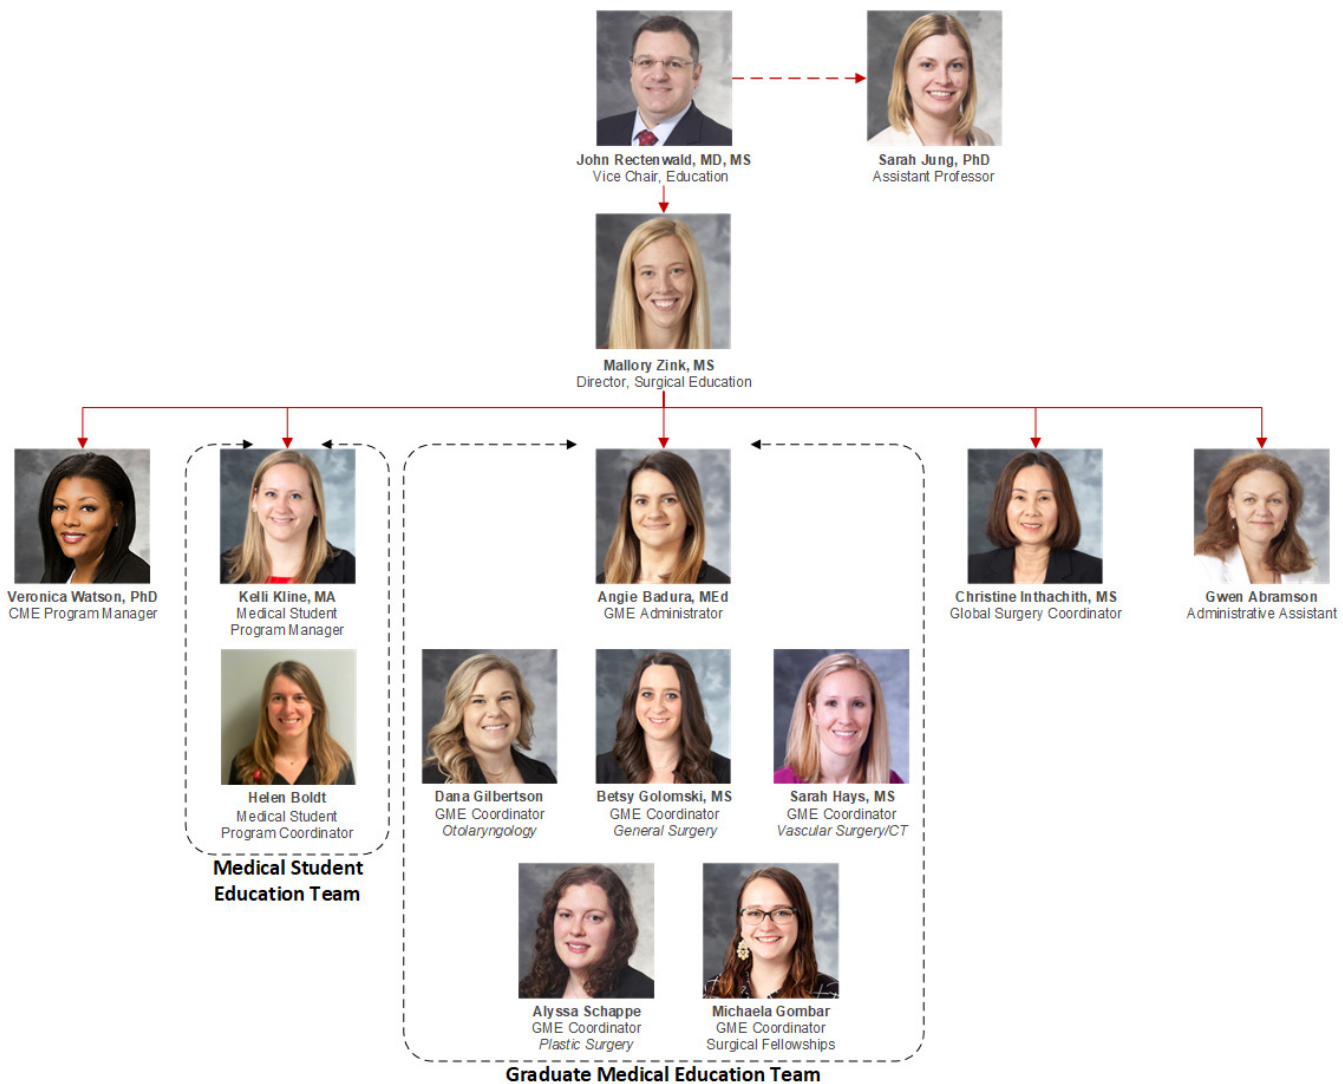 John Rectenwald, MD, MS
Vice Chair, Education
Sarah Jung, PhD
Assistant Professor
Mallory Zink, MS
Director, Surgical Education
Veronica Watson, PhD
CME Program Manager
Kelli Kline, MA
Medical Student
Program Manager
Angie Badura, MEd
GME Administrator
Christine Inthachith, MS
Global Surgery Coordinator
Gwen Abramson
Administrative Assistant
Helen Boldt
Medical Student
Program Coordinator
Medical Student
Education Team
Dana Gilbertson
GME Coordinator
Otolaryngology
Betsy Golomski, MS
GME Coordinator
General Surgery
Sarah Hays, MS
GME Coordinator
Vascular Surgery/CT
Alyssa Schappe
GME Coordinator
Plastic Surgery
Michaela Gombar
GME Coordinator
Surgical Fellowships
Graduate Medical Education Team